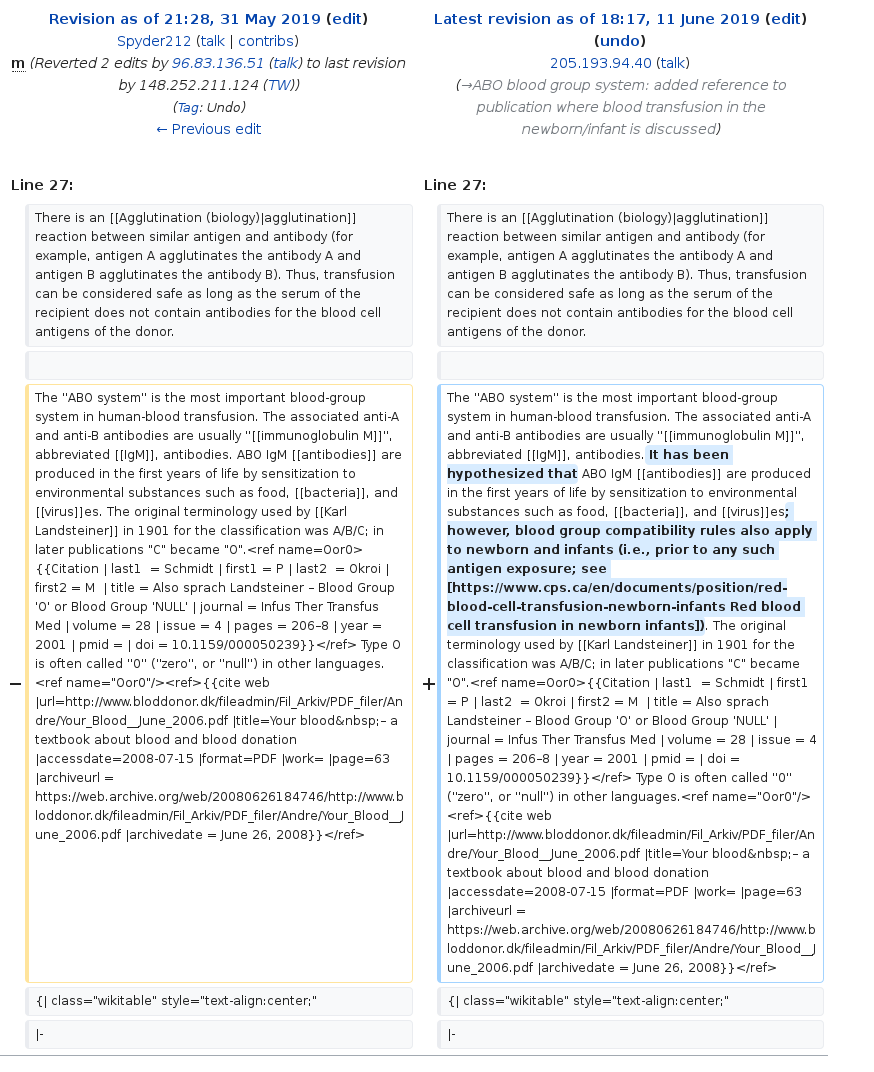 Revision as of 21:28, 31 May 2019 (edit)
Spyder212 (talk | contribs)
m (Reverted 2 edits by 96.83.136.51 (talk) to last revision
by 148.252.211.124 (TW))
(Tag: Undo)
← Previous edit
Latest revision as of 18:17, 11 June 2019 (edit)
(undo)
205.193.94.40 (talk)
(→ABO blood group system: added reference to
publication where blood transfusion in the
newborn/infant is discussed)
Line 27:
Line 27:
There is an [[Agglutination (biology)|agglutination]]
reaction between similar antigen and antibody (for
example, antigen A agglutinates the antibody A and
antigen B agglutinates the antibody B). Thus, transfusion
can be considered safe as long as the serum of the
recipient does not contain antibodies for the blood cell
antigens of the donor.
There is an [[Agglutination (biology)|agglutination]]
reaction between similar antigen and antibody (for
example, antigen A agglutinates the antibody A and
antigen B agglutinates the antibody B). Thus, transfusion
can be considered safe as long as the serum of the
recipient does not contain antibodies for the blood cell
antigens of the donor.
−
The ''ABO system'' is the most important blood-group
system in human-blood transfusion. The associated anti-A
and anti-B antibodies are usually ''[[immunoglobulin M]]'',
abbreviated [[IgM]], antibodies. ABO IgM [[antibodies]] are
produced in the first years of life by sensitization to
environmental substances such as food, [[bacteria]], and
[[virus]]es. The original terminology used by [[Karl
Landsteiner]] in 1901 for the classification was A/B/C; in
later publications "C" became "O".<ref name=Oor0>
{{Citation | last1  = Schmidt | first1 = P | last2  = Okroi |
first2 = M  | title = Also sprach Landsteiner – Blood Group
'O' or Blood Group 'NULL' | journal = Infus Ther Transfus
Med | volume = 28 | issue = 4 | pages = 206–8 | year =
2001 | pmid = | doi = 10.1159/000050239}}</ref> Type O
is often called ''0'' (''zero'', or ''null'') in other languages.
<ref name="Oor0"/><ref>{{cite web
|url=http://www.bloddonor.dk/fileadmin/Fil_Arkiv/PDF_filer/An
dre/Your_Blood__June_2006.pdf |title=Your blood&nbsp;– a
textbook about blood and blood donation
|accessdate=2008-07-15 |format=PDF |work= |page=63
|archiveurl =
https://web.archive.org/web/20080626184746/http://www.b
loddonor.dk/fileadmin/Fil_Arkiv/PDF_filer/Andre/Your_Blood__J
une_2006.pdf |archivedate = June 26, 2008}}</ref>
+
The ''ABO system'' is the most important blood-group
system in human-blood transfusion. The associated anti-A
and anti-B antibodies are usually ''[[immunoglobulin M]]'',
abbreviated [[IgM]], antibodies. It has been
hypothesized that ABO IgM [[antibodies]] are produced
in the first years of life by sensitization to environmental
substances such as food, [[bacteria]], and [[virus]]es;
however, blood group compatibility rules also apply
to newborn and infants (i.e., prior to any such
antigen exposure; see
[https://www.cps.ca/en/documents/position/red-
blood-cell-transfusion-newborn-infants Red blood
cell transfusion in newborn infants]). The original
terminology used by [[Karl Landsteiner]] in 1901 for the
classification was A/B/C; in later publications "C" became
"O".<ref name=Oor0>{{Citation | last1  = Schmidt | first1
= P | last2  = Okroi | first2 = M  | title = Also sprach
Landsteiner – Blood Group 'O' or Blood Group 'NULL' |
journal = Infus Ther Transfus Med | volume = 28 | issue = 4
| pages = 206–8 | year = 2001 | pmid = | doi =
10.1159/000050239}}</ref> Type O is often called ''0''
(''zero'', or ''null'') in other languages.<ref name="Oor0"/>
<ref>{{cite web
|url=http://www.bloddonor.dk/fileadmin/Fil_Arkiv/PDF_filer/An
dre/Your_Blood__June_2006.pdf |title=Your blood&nbsp;– a
textbook about blood and blood donation
|accessdate=2008-07-15 |format=PDF |work= |page=63
|archiveurl =
https://web.archive.org/web/20080626184746/http://www.b
loddonor.dk/fileadmin/Fil_Arkiv/PDF_filer/Andre/Your_Blood__J
une_2006.pdf |archivedate = June 26, 2008}}</ref>
{| class="wikitable" style="text-align:center;"
{| class="wikitable" style="text-align:center;"
|-
|-